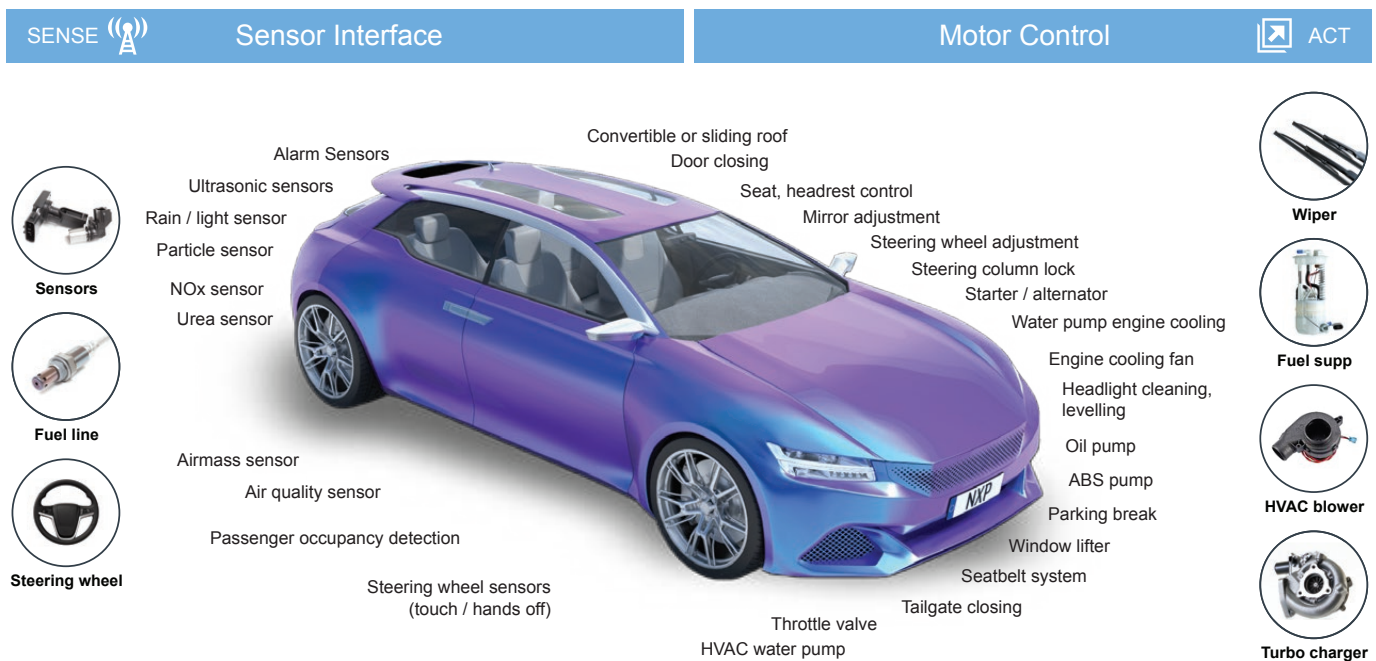 SENSE
Sensor Interface
Motor Control
ACT
Alarm Sensors
Ultrasonic sensors
Rain / light sensor
Particle sensor
NOx sensor
Urea sensor
Airmass sensor
Air quality sensor
Passenger occupancy detection
Steering wheel sensors
(touch / hands off)
Sensors
Fuel line
Steering wheel
Convertible or sliding roof
Door closing
Seat, headrest control
Mirror adjustment
Steering wheel adjustment
Steering column lock
Starter / alternator
Water pump engine cooling
Engine cooling fan
Headlight cleaning,
levelling
Oil pump
ABS pump
Parking break
Window lifter
Seatbelt system
Tailgate closing
Throttle valve
HVAC water pump
NXP
Wiper
Fuel supp
HVAC blower
Turbo charger